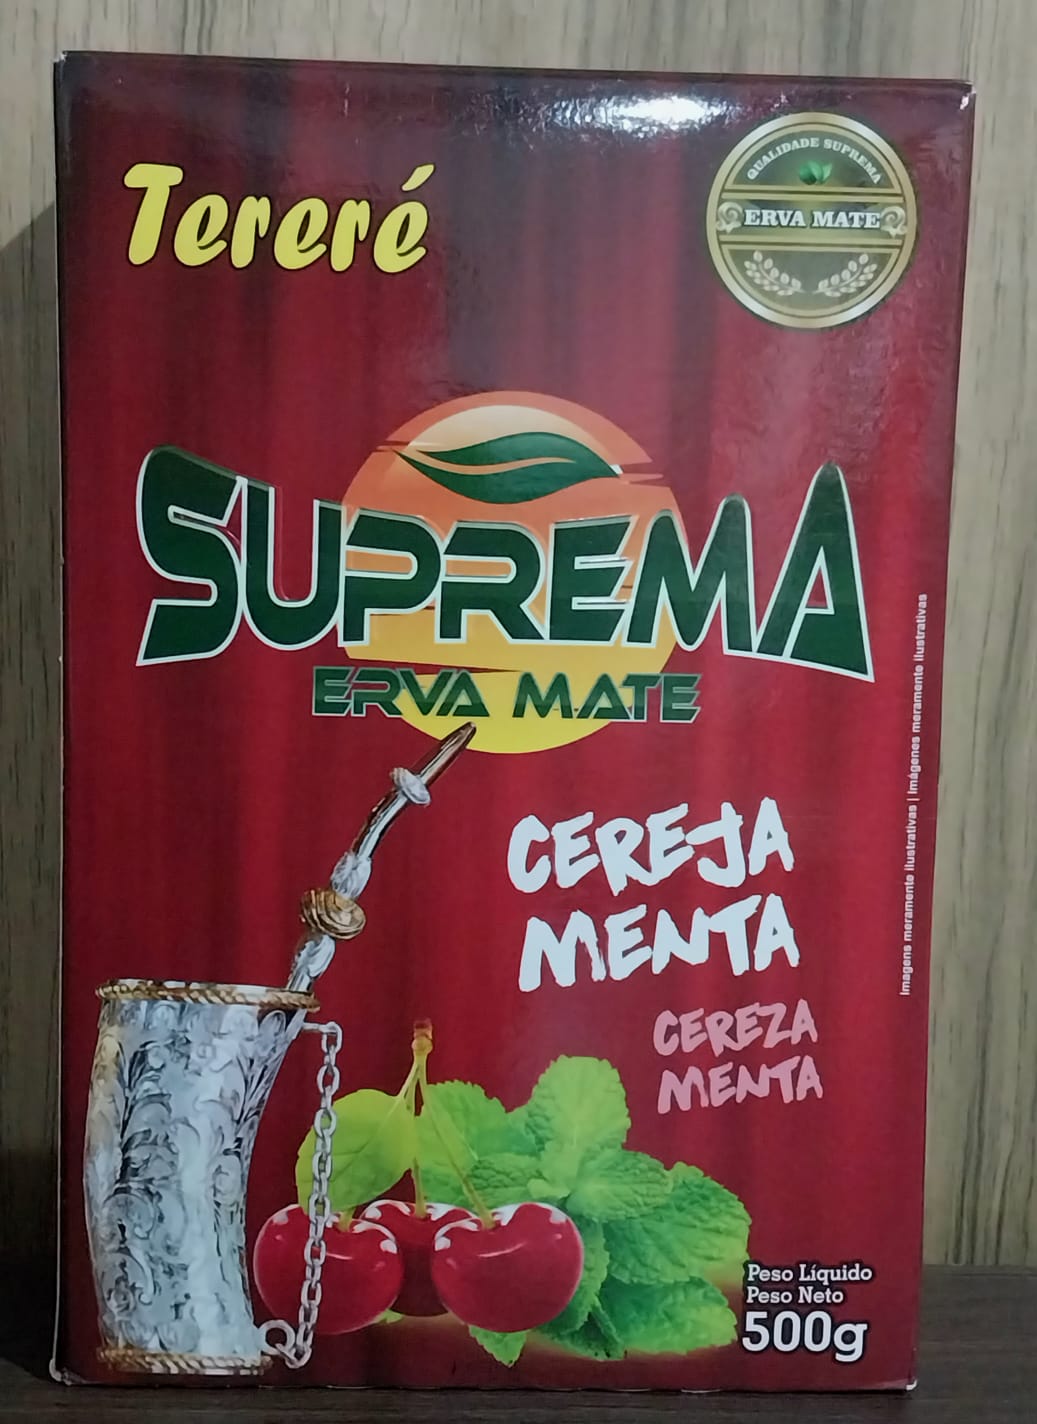 Tereré
QUALIDADE SUPREMA
ERVA MATE
SUPREMA
ERVA MATE
CEREJA
MENTA
CEREZA
MENTA
Imagens meramente ilustrativas | Imágenes meramente ilustrativas
Peso Líquido
Peso Neto
500g